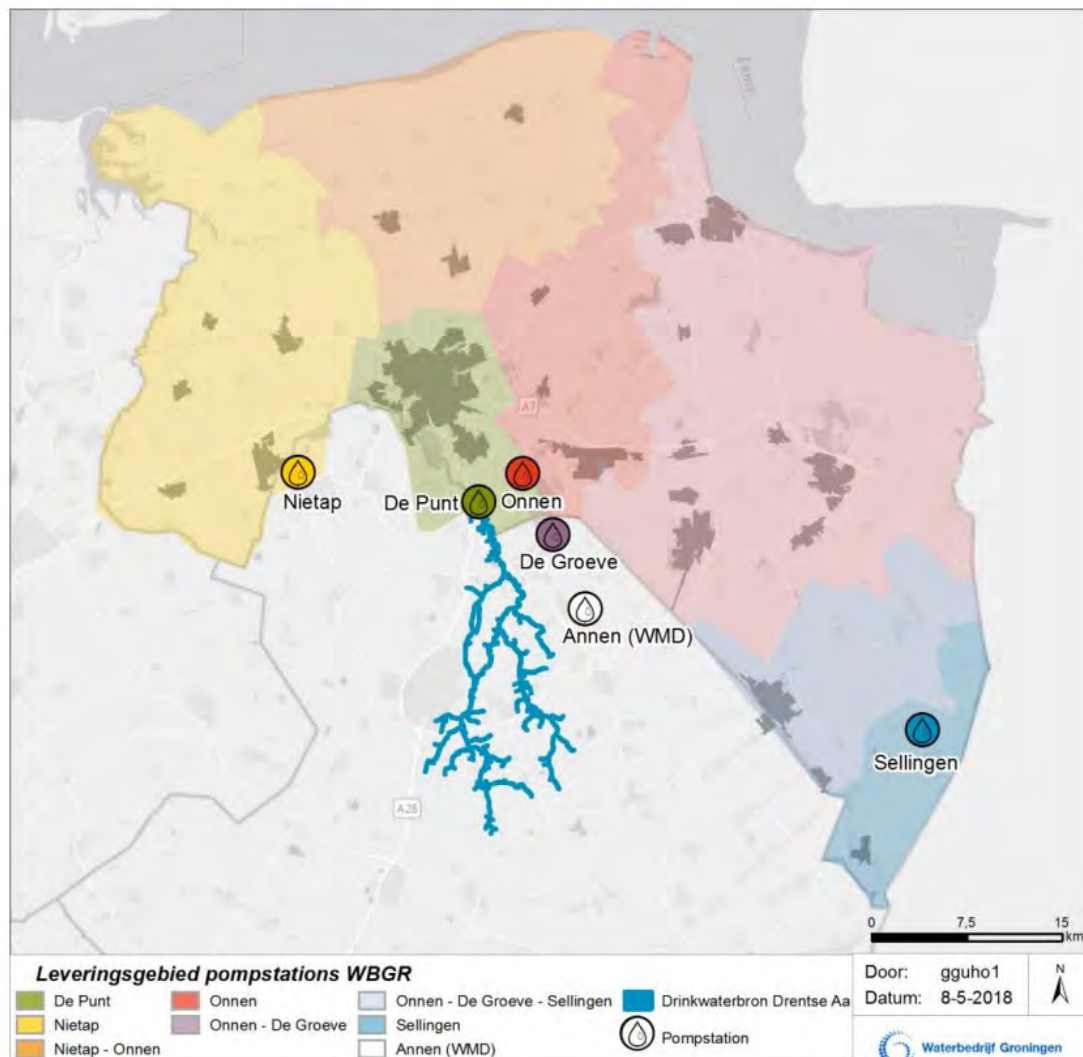 Eems
A7
Nietap
De Punt
Onnen
De Groeve
Annen (WMD)
Sellingen
A28
0 7,5 15
km
Leveringsgebied pompstations WBGR
De Punt
Nietap
Nietap - Onnen
Onnen
Onnen - De Groeve
Onnen - De Groeve - Sellingen
Sellingen
Annen (WMD)
Drinkwaterbron Drentse Aa
Pompstation
Door: gguho1
Datum: 8-5-2018
N
Waterbedrijf Groningen